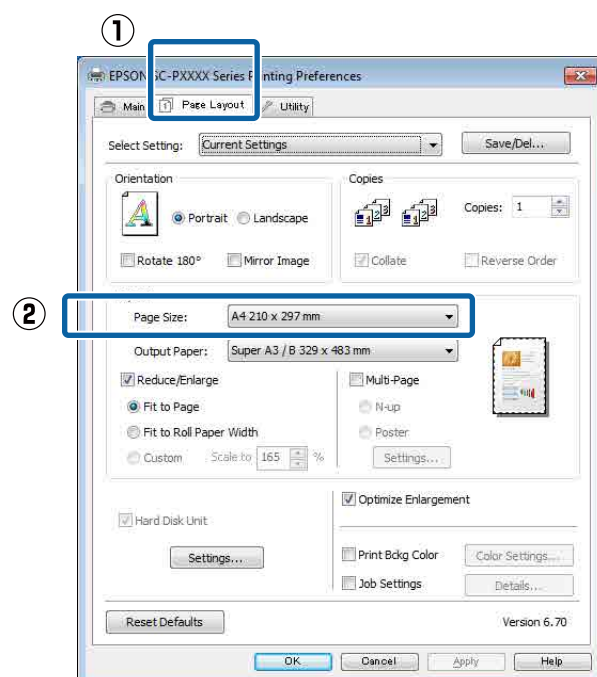 ①
EPSON SC-PXXXX Series Printing Preferences
Main Page Layout Utility
Select Setting: Current Settings Save/Del...
Orientation Copies
Portrait Landscape Copies: 1
Rotate 180° Mirror Image Collate Reverse Order
②
Page Size: A4 210 x 297 mm
Output Paper: Super A3 / B 329 x 483 mm
Reduce/Enlarge Multi-Page
Fit to Page N-up
Fit to Roll Paper Width Poster
Custom Scale to 165 % Settings...
Optimize Enlargement
Hard Disk Unit
Settings... Print Bckg Color Color Settings...
Job Settings Details...
Reset Defaults Version 6.70
OK Cancel Apply Help